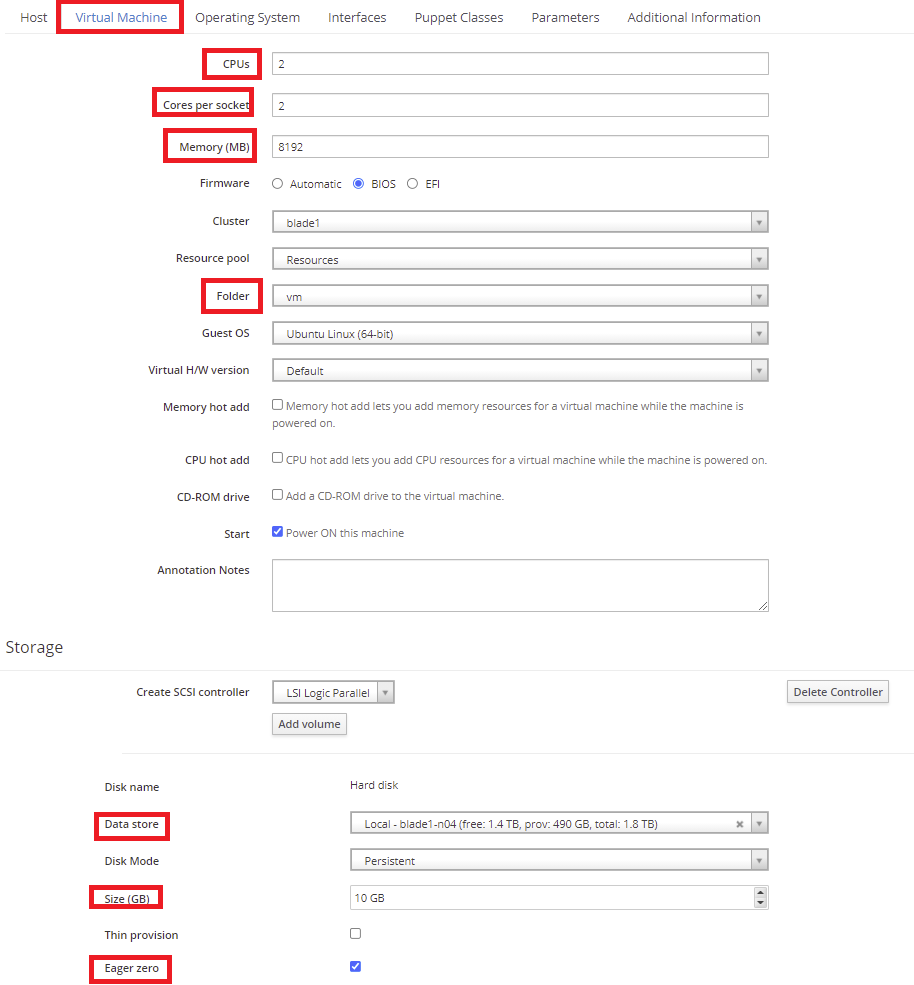 Host Virtual Machine Operating System Interfaces Puppet Classes Parameters Additional Information
CPUs 2
Cores per socket 2
Memory (MB) 8192
Firmware Automatic BIOS EFI
Cluster blade1
Resource pool Resources
Folder vm
Guest OS Ubuntu Linux (64-bit)
Virtual H/W version Default
Memory hot add Memory hot add lets you add memory resources for a virtual machine while the machine is
powered on.
CPU hot add CPU hot add lets you add CPU resources for a virtual machine while the machine is powered on.
CD-ROM drive Add a CD-ROM drive to the virtual machine.
Start Power ON this machine
Annotation Notes
Storage
Create SCSI controller LSI Logic Parallel Delete Controller
Add volume
Disk name Hard disk
Data store Local - blade1-n04 (free: 1.4 TB, prov: 490 GB, total: 1.8 TB)
Disk Mode Persistent
Size (GB) 10 GB
Thin provision
Eager zero